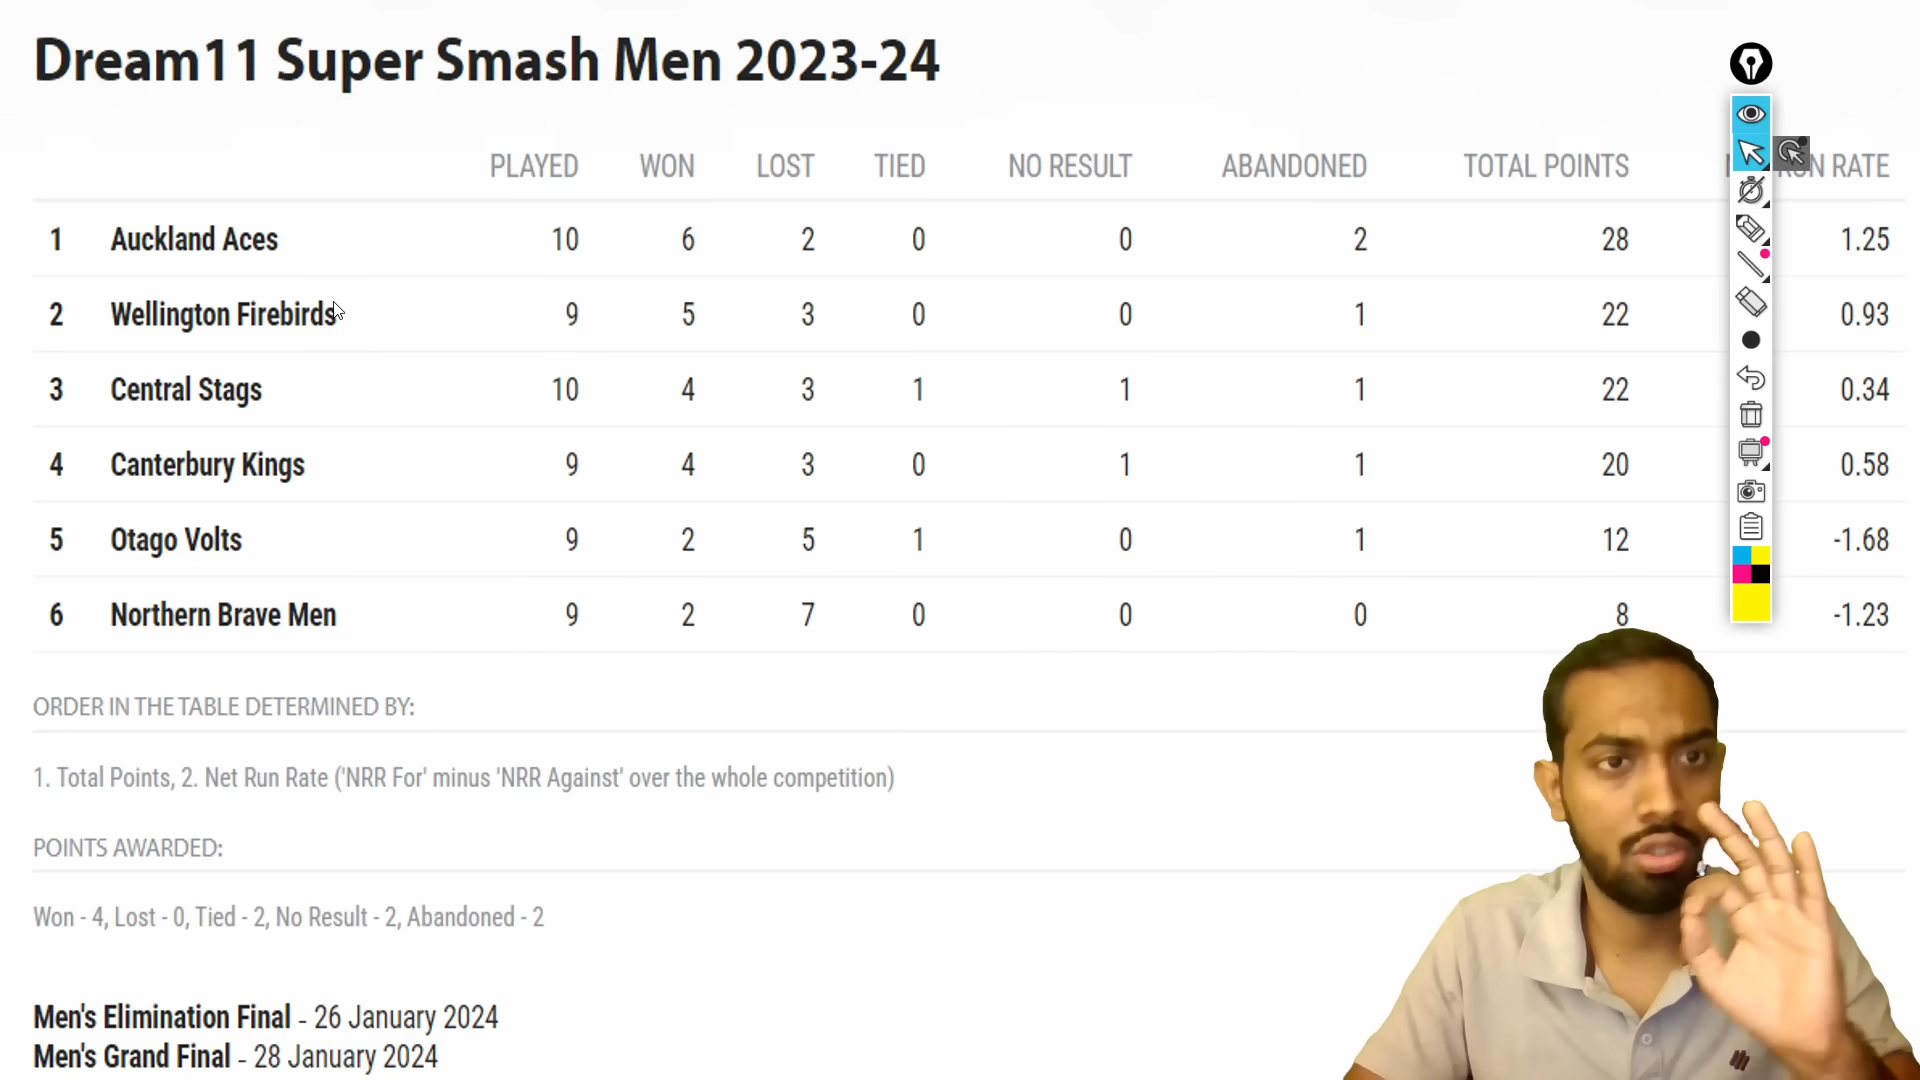 Dream11 Super Smash Men 2023-24
PLAYED WON LOST TIED NO RESULT ABANDONED TOTAL POINTS RUN RATE
1 Auckland Aces 10 6 2 0 0 2 28 1.25
2 Wellington Firebirds 9 5 3 0 0 1 22 0.93
3 Central Stags 10 4 3 1 1 1 22 0.34
4 Canterbury Kings 9 4 3 0 1 1 20 0.58
5 Otago Volts 9 2 5 1 0 1 12 -1.68
6 Northern Brave Men 9 2 7 0 0 0 8 -1.23
ORDER IN THE TABLE DETERMINED BY:
1. Total Points, 2. Net Run Rate ('NRR For' minus 'NRR Against' over the whole competition)
POINTS AWARDED:
Won - 4, Lost - 0, Tied - 2, No Result - 2, Abandoned - 2
Men's Elimination Final - 26 January 2024
Men's Grand Final - 28 January 2024